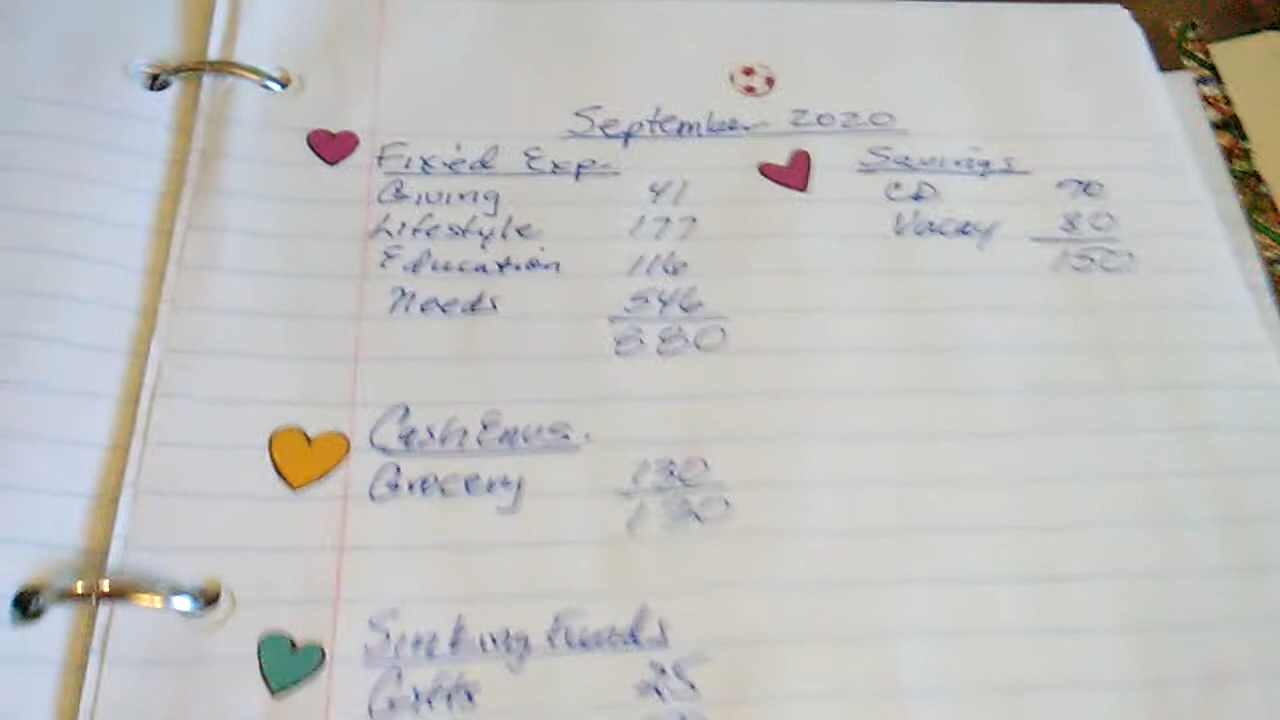 September 2020
Fixed Exp.
Giving 41
Lifestyle 177
Education 116
Needs 546
880
Savings
CD 70
Vacay 80
150
Cash Envs.
Grocery 130
130
Sinking Funds
Gifts 25